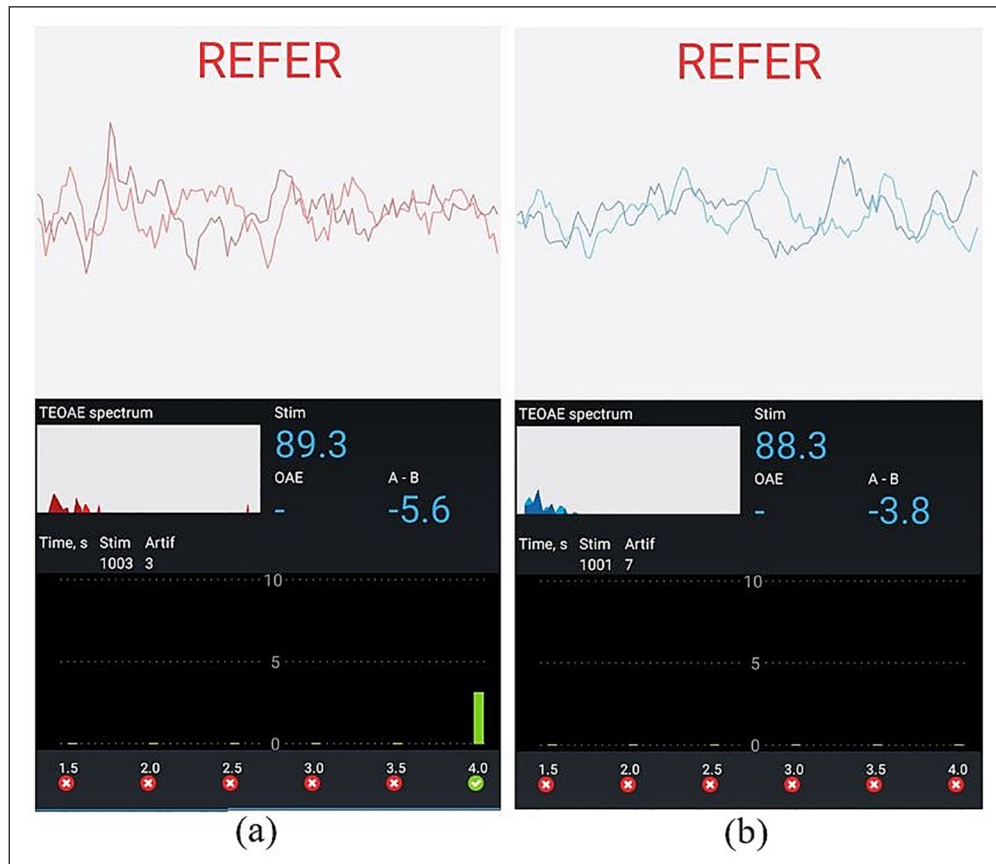 REFER
TEOAE spectrum Stim
89.3
OAE A - B
- -5.6
Time, s Stim Artif
1003 3
10
5
0
1.5 2.0 2.5 3.0 3.5 4.0
(a)
REFER
TEOAE spectrum Stim
88.3
OAE A - B
- -3.8
Time, s Stim Artif
1001 7
10
5
0
1.5 2.0 2.5 3.0 3.5 4.0
(b)